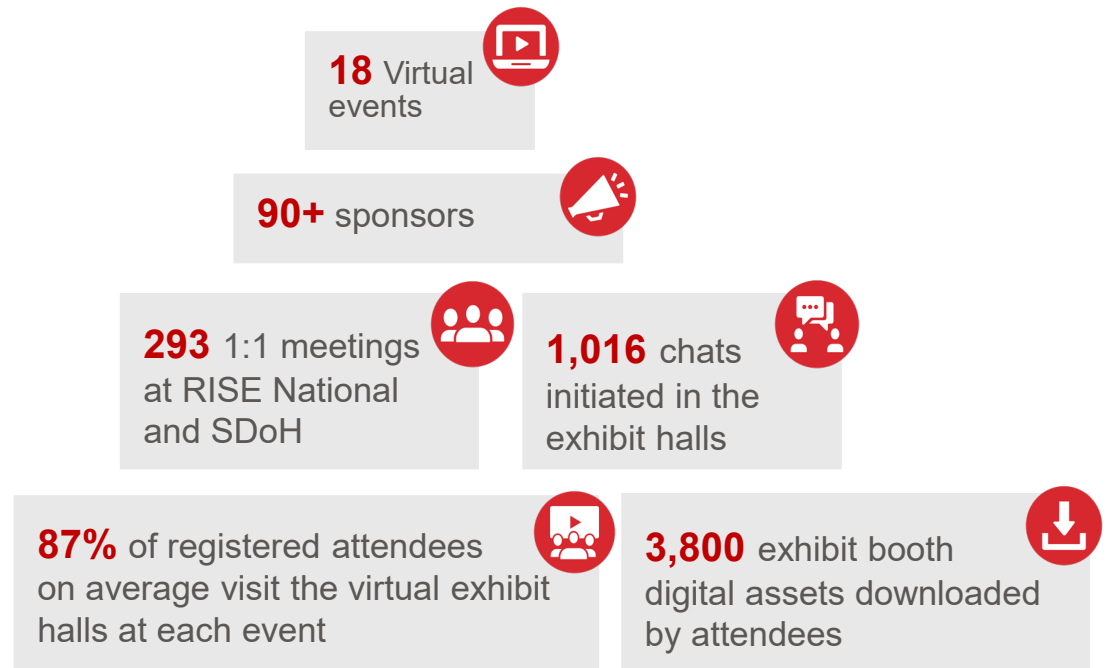 18 Virtual
events
90+ sponsors
293 1:1 meetings
at RISE National
and SDoH
1,016 chats
initiated in the
exhibit halls
87% of registered attendees
on average visit the virtual exhibit
halls at each event
3,800 exhibit booth
digital assets downloaded
by attendees